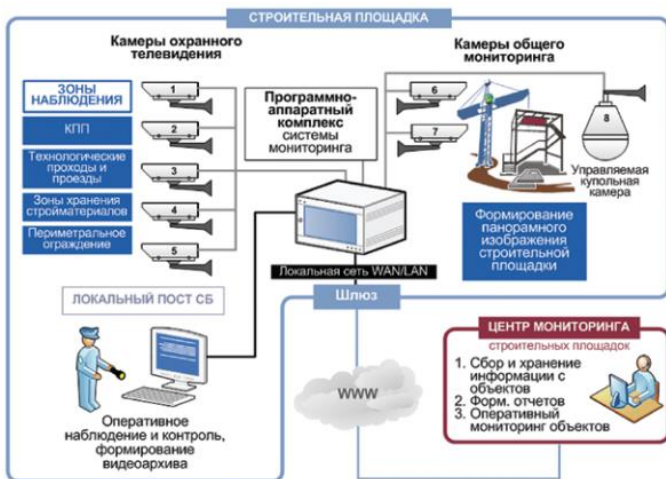 СТРОИТЕЛЬНАЯ ПЛОЩАДКА
Камеры охранного
телевидения
Камеры общего
мониторинга
ЗОНЫ
НАБЛЮДЕНИЯ
КПП
Технологические
проходы и
проезды
Зоны хранения
стройматериалов
Периметральное
ограждение
1
2
3
4
5
Программно-
аппаратный
комплекс
системы
мониторинга
6
7
8
Управляемая
купольная
камера
Формирование
панорамного
изображения
строительной
площадки
Локальная сеть WAN/LAN
Шлюз
ЛОКАЛЬНЫЙ ПОСТ СБ
Оперативное
наблюдение и контроль,
формирование
видеоархива
WWW
ЦЕНТР МОНИТОРИНГА
строительных площадок
1. Сбор и хранение
информации с
объектов
2. Форм. отчетов
3. Оперативный
мониторинг объектов